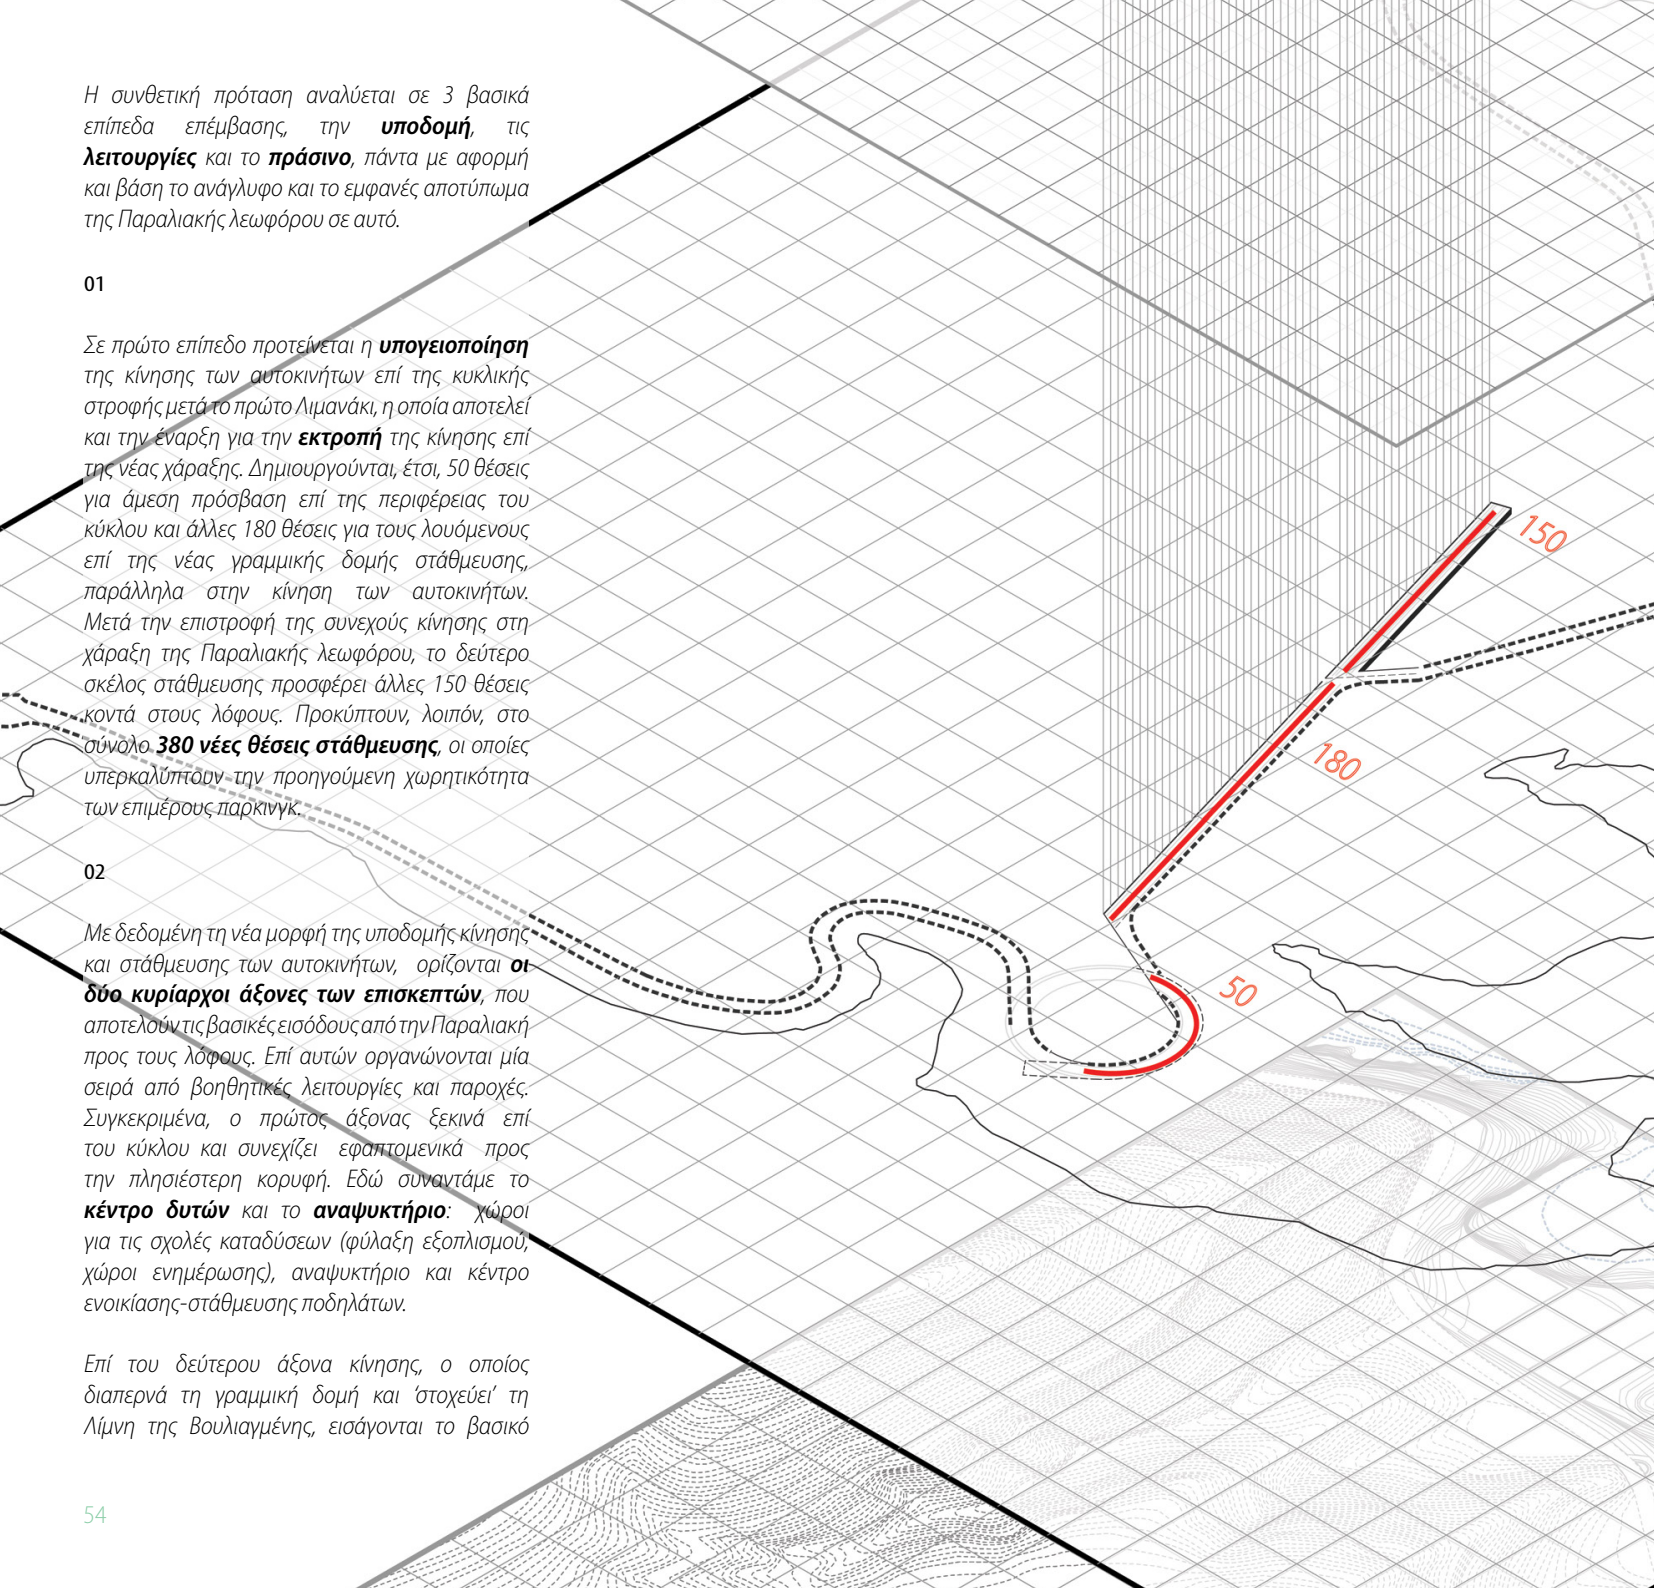 Η συνθετική πρόταση αναλύεται σε 3 βασικά
επίπεδα επέμβασης, την υποδομή, τις
λειτουργίες και το πράσινο, πάντα με αφορμή
και βάση το ανάγλυφο και το εμφανές αποτύπωμα
της Παραλιακής λεωφόρου σε αυτό.
01
Σε πρώτο επίπεδο προτείνεται η υπογειοποίηση
της κίνησης των αυτοκινήτων επί της κυκλικής
στροφής μετά το πρώτο Λιμανάκι, η οποία αποτελεί
και την έναρξη για την εκτροπή της κίνησης επί
της νέας χάραξης. Δημιουργούνται, έτσι, 50 θέσεις
για άμεση πρόσβαση επί της περιφέρειας του
κύκλου και άλλες 180 θέσεις για τους λουόμενους
επί της νέας γραμμικής δομής στάθμευσης,
παράλληλα στην κίνηση των αυτοκινήτων.
Μετά την επιστροφή της συνεχούς κίνησης στη
χάραξη της Παραλιακής λεωφόρου, το δεύτερο
σκέλος στάθμευσης προσφέρει άλλες 150 θέσεις
κοντά στους λόφους. Προκύπτουν, λοιπόν, στο
σύνολο 380 νέες θέσεις στάθμευσης, οι οποίες
υπερκαλύπτουν την προηγούμενη χωρητικότητα
των επιμέρους παρκινγκ.
02
Με δεδομένη τη νέα μορφή της υποδομής κίνησης
και στάθμευσης των αυτοκινήτων, ορίζονται οι
δύο κυρίαρχοι άξονες των επισκεπτών, που
αποτελούν τις βασικές εισόδους από την Παραλιακή
προς τους λόφους. Επί αυτών οργανώνονται μία
σειρά από βοηθητικές λειτουργίες και παροχές.
Συγκεκριμένα, ο πρώτος άξονας ξεκινά επί
του κύκλου και συνεχίζει εφαπτομενικά προς
την πλησιέστερη κορυφή. Εδώ συναντάμε το
κέντρο δυτών και το αναψυκτήριο: χώροι
για τις σχολές καταδύσεων (φύλαξη εξοπλισμού,
χώροι ενημέρωσης), αναψυκτήριο και κέντρο
ενοικίασης-στάθμευσης ποδηλάτων.
Επί του δεύτερου άξονα κίνησης, ο οποίος
διαπερνά τη γραμμική δομή και ‘στοχεύει’ τη
Λίμνη της Βουλιαγμένης, εισάγονται το βασικό
54
150
180
50